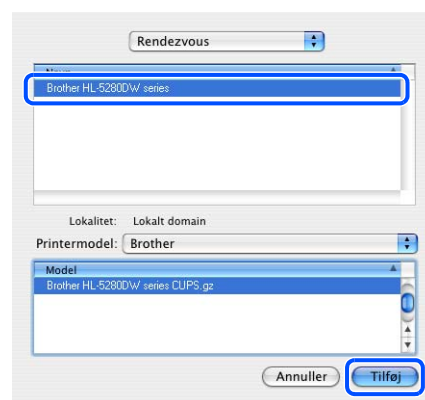 Rendezvous
Brother HL-5280DW series
Lokalitet: Lokalt domain
Printermodel: Brother
Model
Brother HL-5280DW series CUPS.gz
Annuller Tilføj